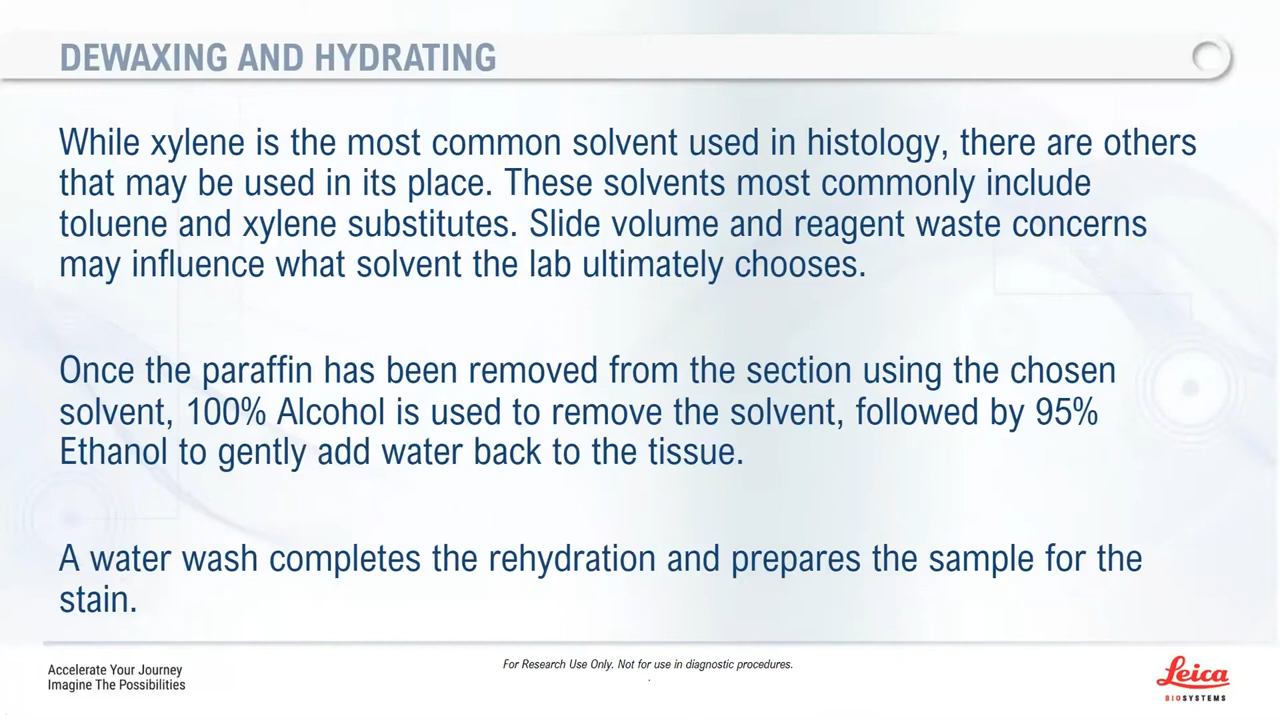 DEWAXING AND HYDRATING
While xylene is the most common solvent used in histology, there are others
that may be used in its place. These solvents most commonly include
toluene and xylene substitutes. Slide volume and reagent waste concerns
may influence what solvent the lab ultimately chooses.
Once the paraffin has been removed from the section using the chosen
solvent, 100% Alcohol is used to remove the solvent, followed by 95%
Ethanol to gently add water back to the tissue.
A water wash completes the rehydration and prepares the sample for the
stain.
Accelerate Your Journey
Imagine The Possibilities
For Research Use Only. Not for use in diagnostic procedures.
.
Leica
BIOSYSTEMS